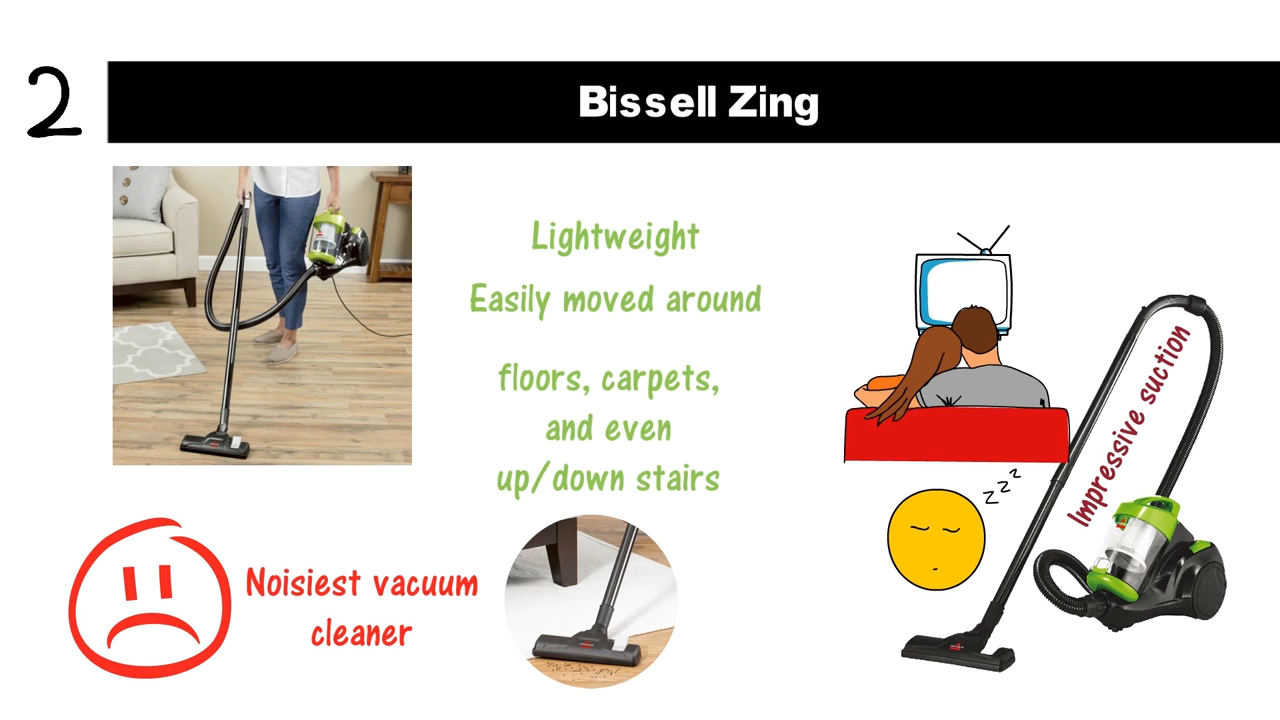 2
Bissell Zing
Lightweight
Easily moved around
floors, carpets,
and even
up/down stairs
Impressive suction
zzz
Noisiest vacuum
cleaner